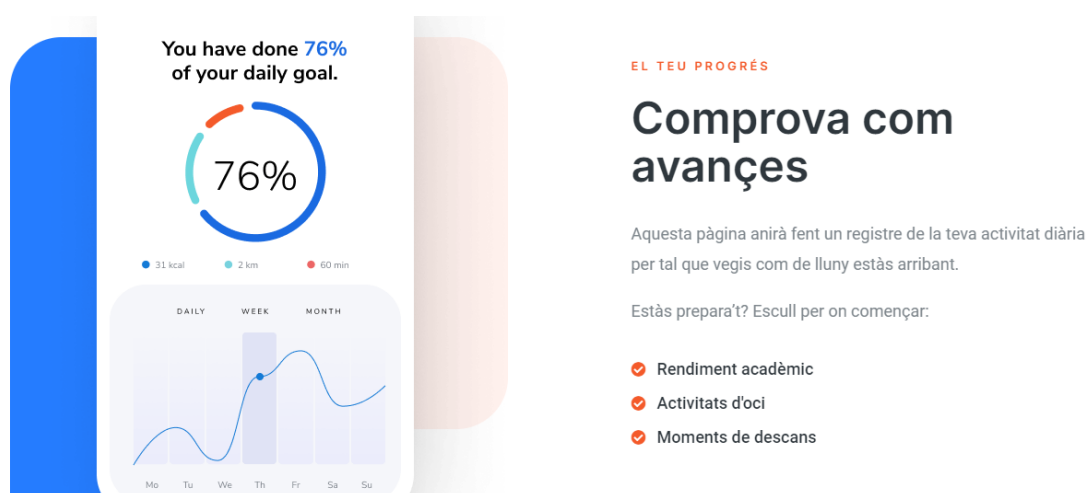 You have done 76%
of your daily goal.
76%
31 kcal 2 km 60 min
DAILY WEEK MONTH
Mo Tu We Th Fr Sa Su
EL TEU PROGRÉS
Comprova com
avançes
Aquesta pàgina anirà fent un registre de la teva activitat diària
per tal que vegis com de lluny estàs arribant.
Estàs prepara't? Escull per on començar:
Rendiment acadèmic
Activitats d'oci
Moments de descans